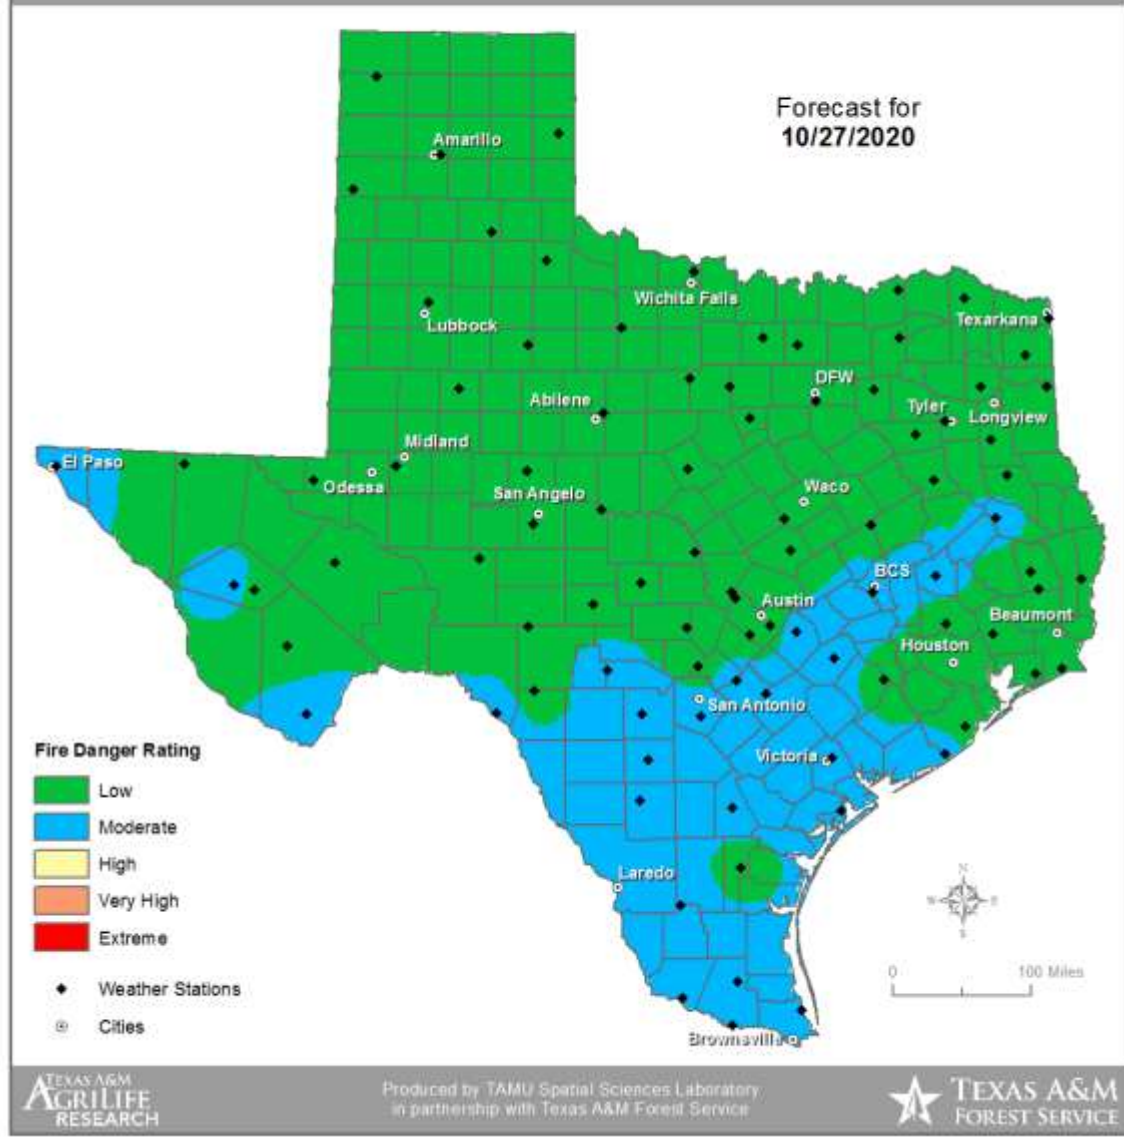 Forecast for
10/27/2020
Amarillo
Wichita Falls
Lubbock
Texarkana
DFW
Abilene
Tyler
Longview
Midland
El Paso
Odessa
San Angelo
Waco
BCS
Austin
Beaumont
Houston
San Antonio
Victoria
Laredo
Brownsville
Fire Danger Rating
Low
Moderate
High
Very High
Extreme
Weather Stations
Cities
N
W
E
S
0 100 Miles
TEXAS A&M
AGRILIFE
RESEARCH
Produced by TAMU Spatial Sciences Laboratory
in partnership with Texas A&M Forest Service
TEXAS A&M
FOREST SERVICE